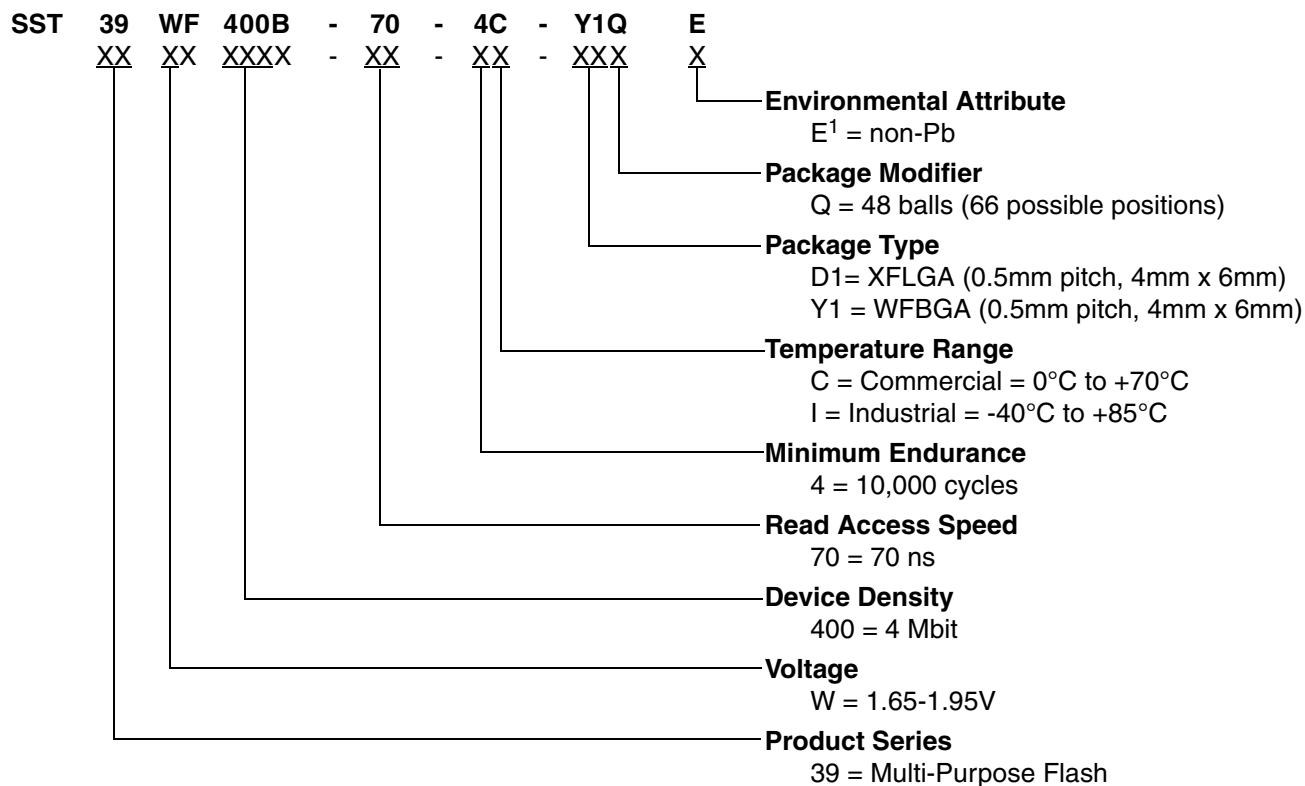 SST 39 WF 400B - 70 - 4C - Y1Q E
XX XX XXXX - XX - XX - XXX X
Environmental Attribute
E1 = non-Pb
Package Modifier
Q = 48 balls (66 possible positions)
Package Type
D1= XFLGA (0.5mm pitch, 4mm x 6mm)
Y1 = WFBGA (0.5mm pitch, 4mm x 6mm)
Temperature Range
C = Commercial = 0°C to +70°C
I = Industrial = -40°C to +85°C
Minimum Endurance
4 = 10,000 cycles
Read Access Speed
70 = 70 ns
Device Density
400 = 4 Mbit
Voltage
W = 1.65-1.95V
Product Series
39 = Multi-Purpose Flash